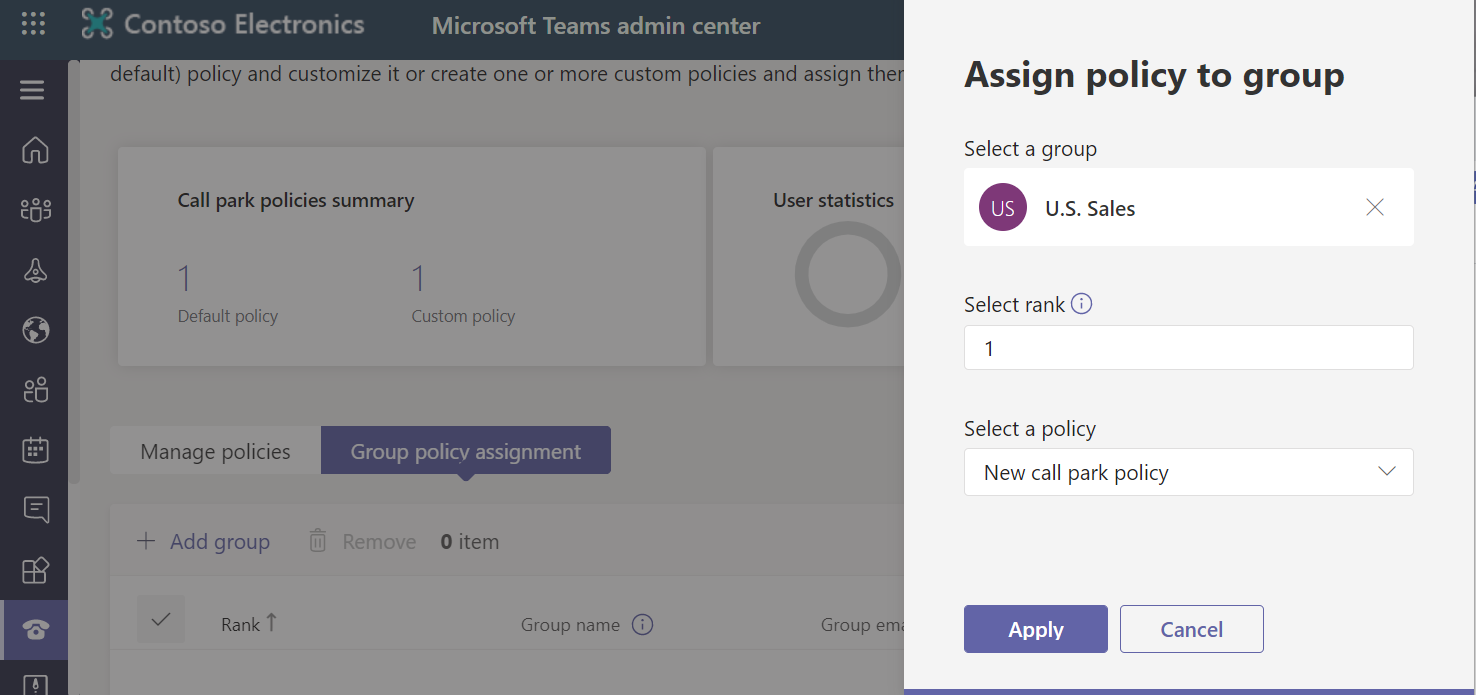 Contoso Electronics
Microsoft Teams admin center
default) policy and customize it or create one or more custom policies and assign ther
Call park policies summary
1
Default policy
1
Custom policy
User statistics
Manage policies
Group policy assignment
+ Add group
Remove
0 item
Rank ↑
Group name
Group ema
Assign policy to group
Select a group
US
U.S. Sales
Select rank
1
Select a policy
New call park policy
Apply
Cancel